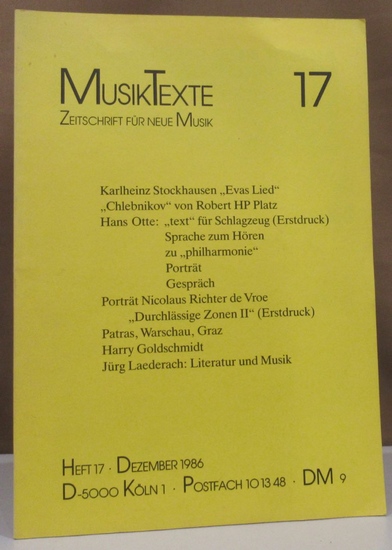 MUSIKTEXTE 17
ZEITSCHRIFT FÜR NEUE MUSIK
Karlheinz Stockhausen „Evas Lied“
„Chlebnikov“ von Robert HP Platz
Hans Otte: „text“ für Schlagzeug (Erstdruck)
Sprache zum Hören
zu „philharmonie“
Porträt
Gespräch
Porträt Nicolaus Richter de Vroe
„Durchlässige Zonen II“ (Erstdruck)
Patras, Warschau, Graz
Harry Goldschmidt
Jürg Laederach: Literatur und Musik
HEFT 17 · DEZEMBER 1986
D-5000 KÖLN 1 · POSTFACH 10 13 48 · DM 9